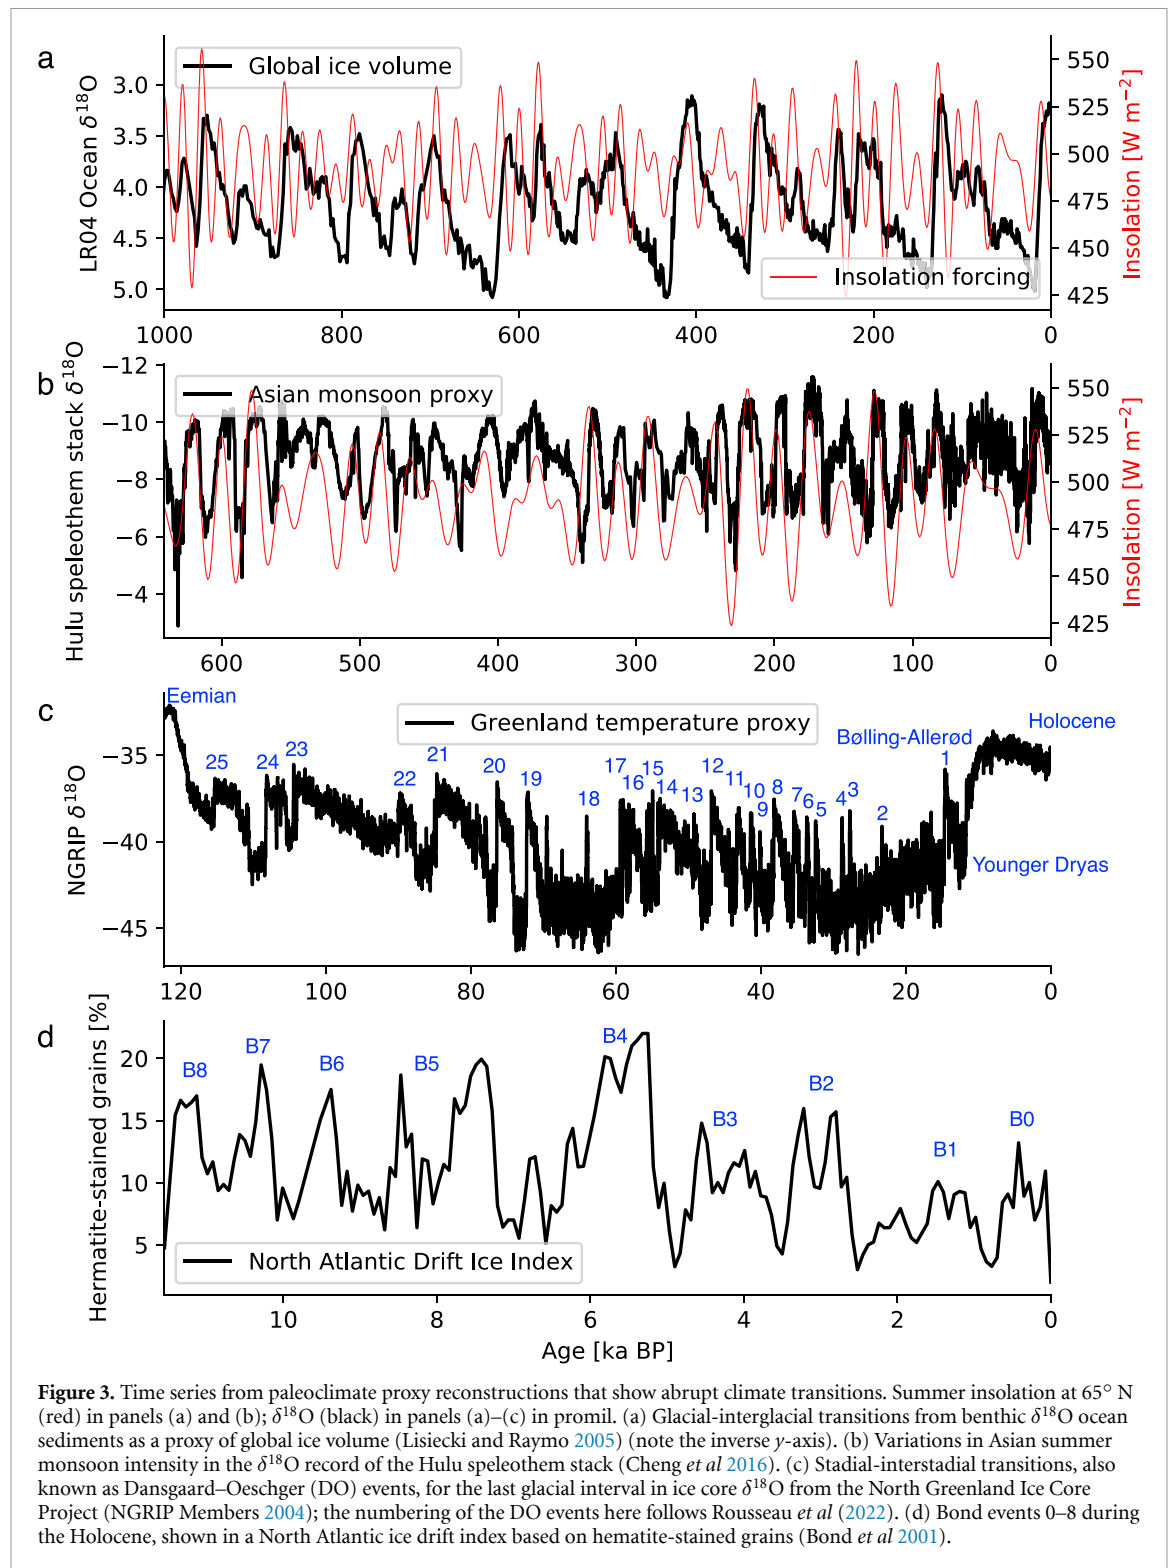 a
Global ice volume
LR04 Ocean δ18O
3.0
3.5
4.0
4.5
5.0
550
525
500
475
450
425
Insolation [W m−2]
Insolation forcing
1000
800
600
400
200
0
b
Asian monsoon proxy
Hulu speleothem stack δ18O
−12
−10
−8
−6
−4
550
525
500
475
450
425
Insolation [W m−2]
600
500
400
300
200
100
0
c
Eemian
Greenland temperature proxy
Holocene
Bølling-Allerød
Younger Dryas
NGRIP δ18O
−35
−40
−45
25
24
23
22
21
20
19
18
17
16
15
14
13
12
11
10
9
8
7
6
5
4
3
2
1
120
100
80
60
40
20
0
d
Hermatite-stained grains [%]
20
15
10
5
B8
B7
B6
B5
B4
B3
B2
B1
B0
North Atlantic Drift Ice Index
10
8
6
4
2
0
Age [ka BP]
Figure 3. Time series from paleoclimate proxy reconstructions that show abrupt climate transitions. Summer insolation at 65° N
(red) in panels (a) and (b); δ18O (black) in panels (a)–(c) in promil. (a) Glacial-interglacial transitions from benthic δ18O ocean
sediments as a proxy of global ice volume (Lisiecki and Raymo 2005) (note the inverse y-axis). (b) Variations in Asian summer
monsoon intensity in the δ18O record of the Hulu speleothem stack (Cheng et al 2016). (c) Stadial-interstadial transitions, also
known as Dansgaard–Oeschger (DO) events, for the last glacial interval in ice core δ18O from the North Greenland Ice Core
Project (NGRIP Members 2004); the numbering of the DO events here follows Rousseau et al (2022). (d) Bond events 0–8 during
the Holocene, shown in a North Atlantic ice drift index based on hematite-stained grains (Bond et al 2001).